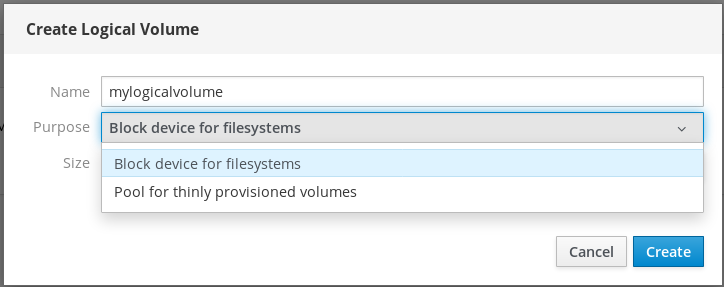 Create Logical Volume
Name mylogicalvolume
Purpose Block device for filesystems
Size Block device for filesystems
Pool for thinly provisioned volumes
Cancel Create